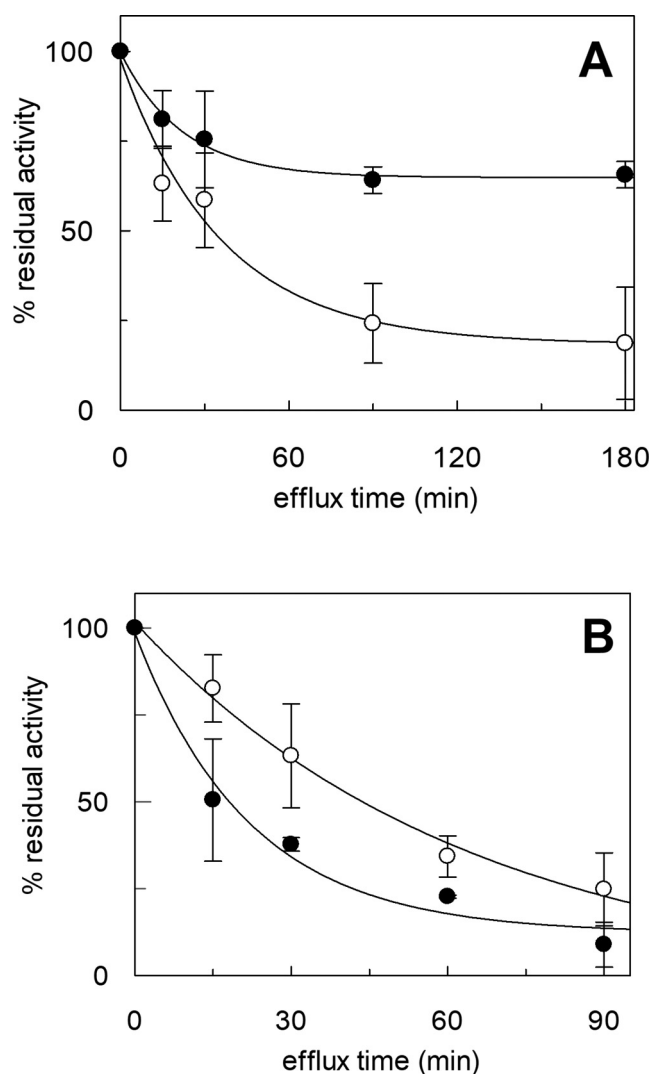 A
100
50
0
% residual activity
0 60 120 180
efflux time (min)
B
100
50
0
% residual activity
0 30 60 90
efflux time (min)